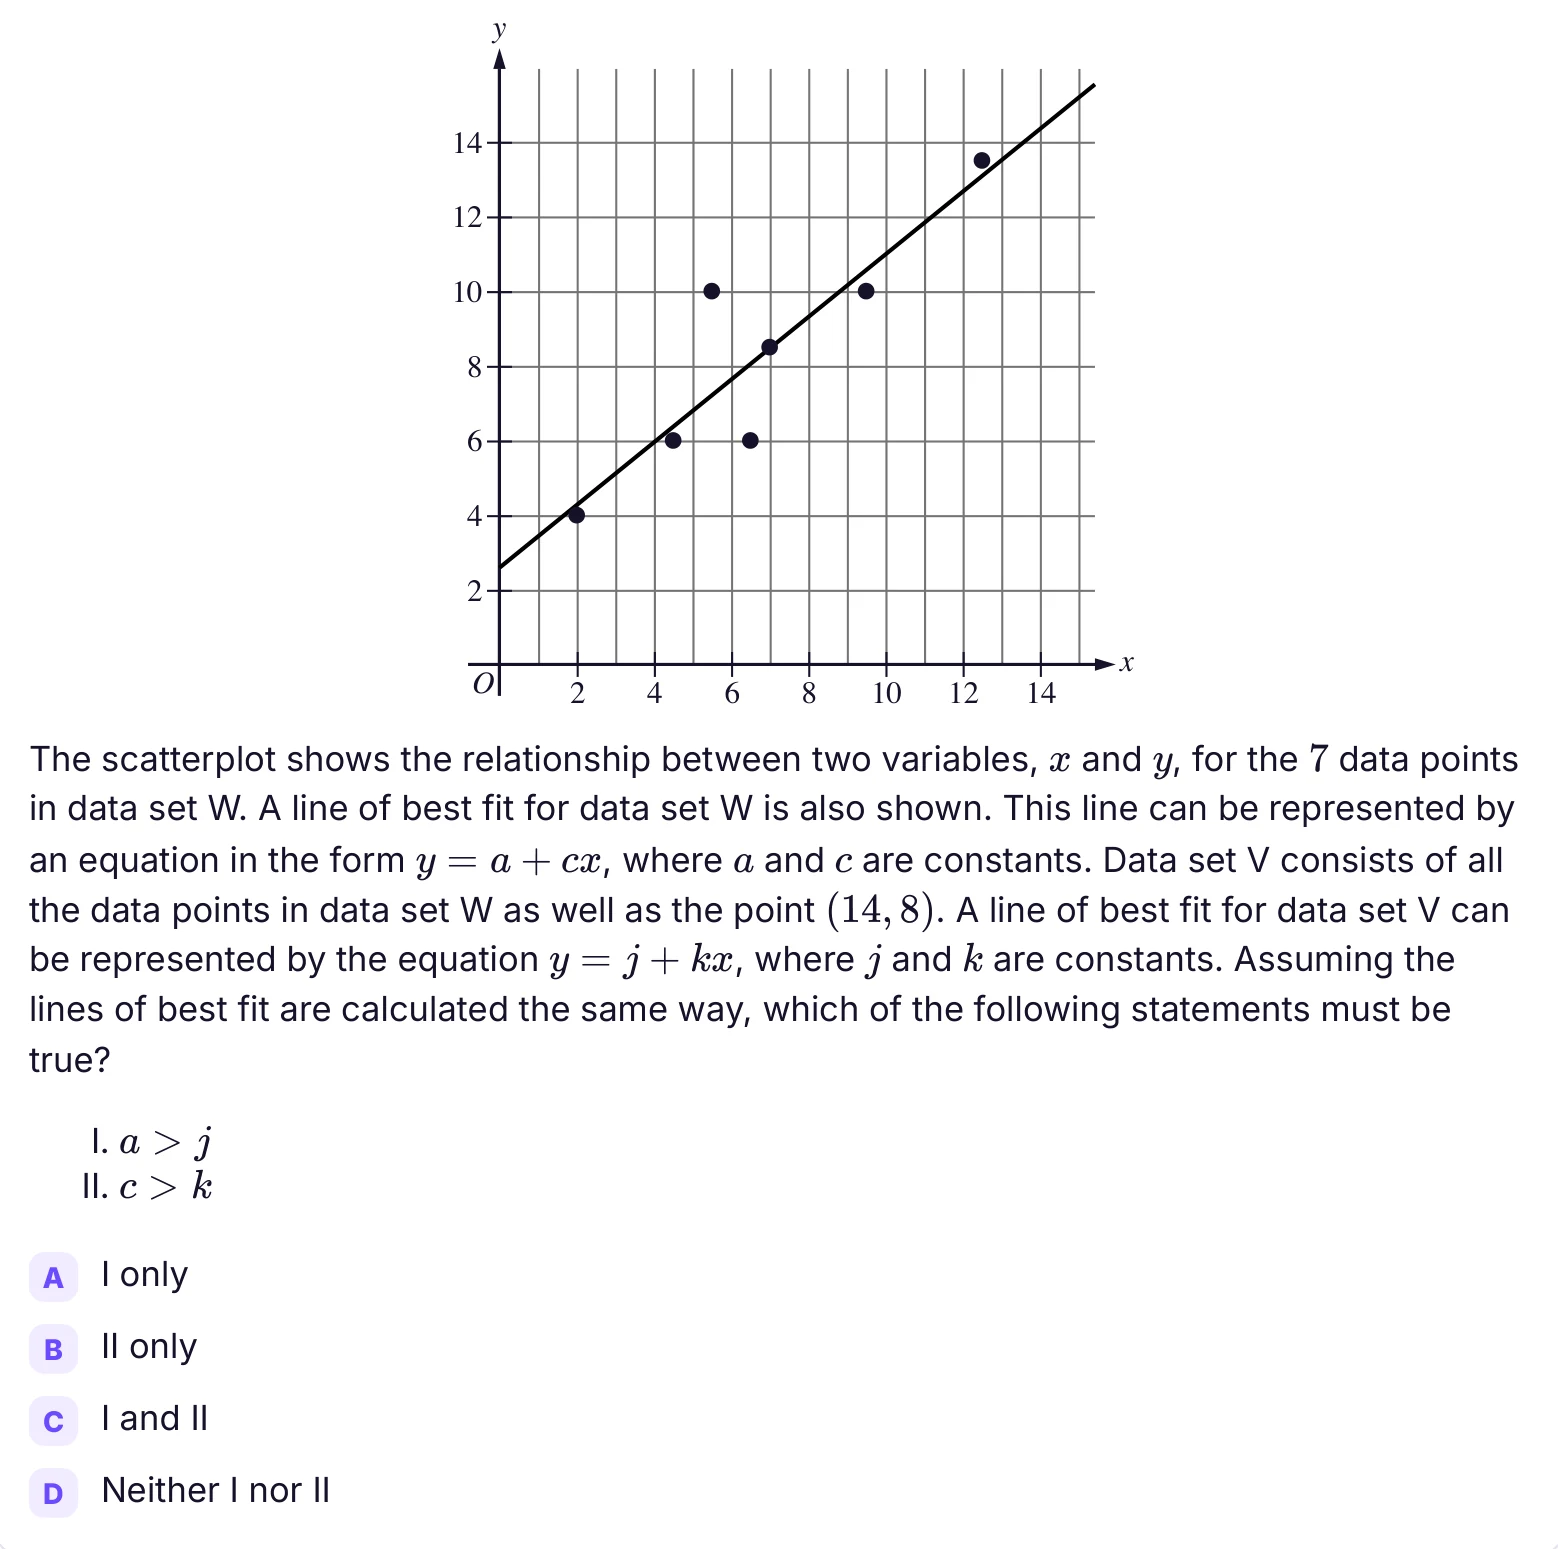 y
14
12
10
8
6
4
2
O
2 4 6 8 10 12 14
x
The scatterplot shows the relationship between two variables, x and y, for the 7 data points
in data set W. A line of best fit for data set W is also shown. This line can be represented by
an equation in the form y = a + cx, where a and c are constants. Data set V consists of all
the data points in data set W as well as the point (14, 8). A line of best fit for data set V can
be represented by the equation y = j + kx, where j and k are constants. Assuming the
lines of best fit are calculated the same way, which of the following statements must be
true?
I. a > j
II. c > k
A I only
B II only
C I and II
D Neither I nor II